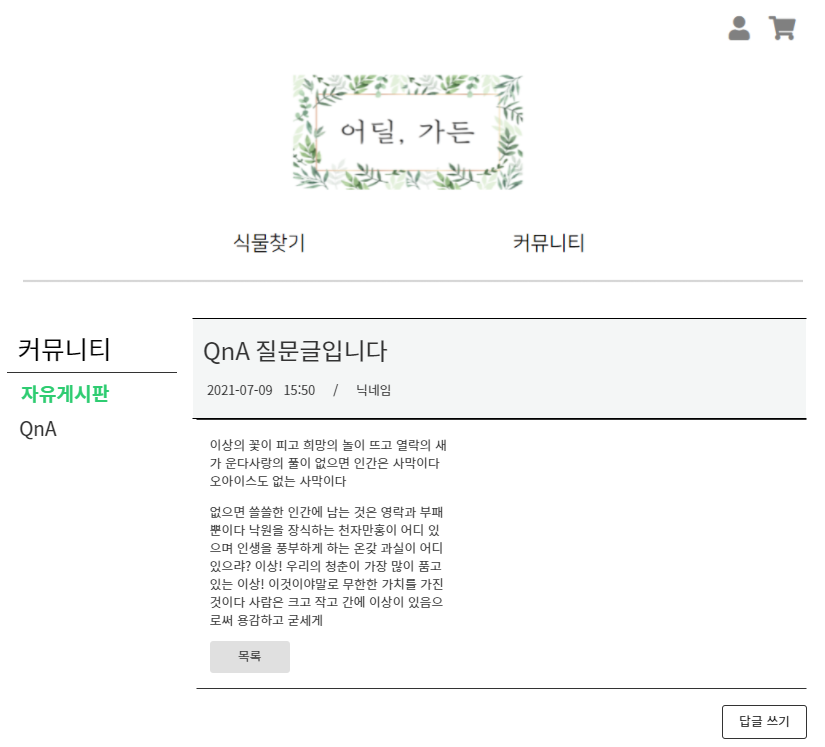 어딜, 가든
식물찾기 커뮤니티
커뮤니티
자유게시판
QnA
QnA 질문글입니다
2021-07-09 15:50 / 닉네임
이상의 꽃이 피고 희망의 놀이 뜨고 열락의 새
가 운다사랑의 풀이 없으면 인간은 사막이다
오아이스도 없는 사막이다
없으면 쓸쓸한 인간에 남는 것은 영락과 부패
뿐이다 낙원을 장식하는 천자만홍이 어디 있
으며 인생을 풍부하게 하는 온갖 과실이 어디
있으랴? 이상! 우리의 청춘이 가장 많이 품고
있는 이상! 이것이야말로 무한한 가치를 가진
것이다 사람은 크고 작고 간에 이상이 있음으
로써 용감하고 굳세게
목록
답글 쓰기